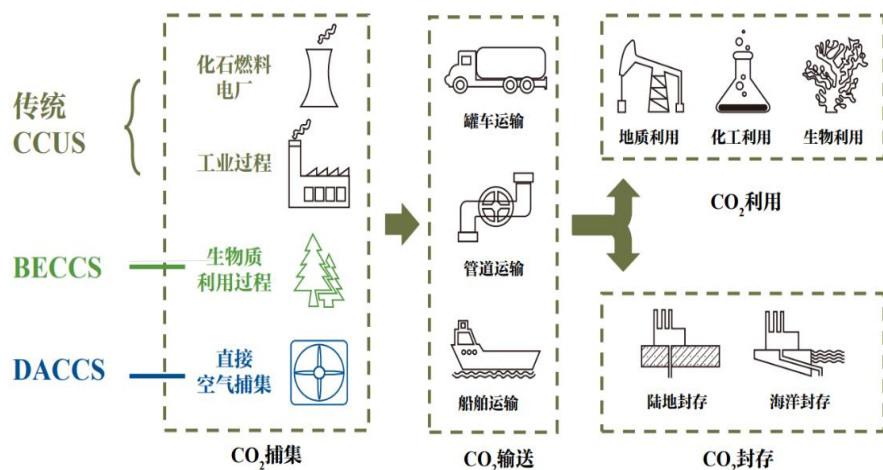 传统
CCUS
BECCS
DACCS
化石燃料
电厂
工业过程
生物质
利用过程
直接
空气捕集
CO₂捕集
罐车运输
管道运输
船舶运输
CO₂输送
地质利用
化工利用
生物利用
CO₂利用
陆地封存
海洋封存
CO₂封存